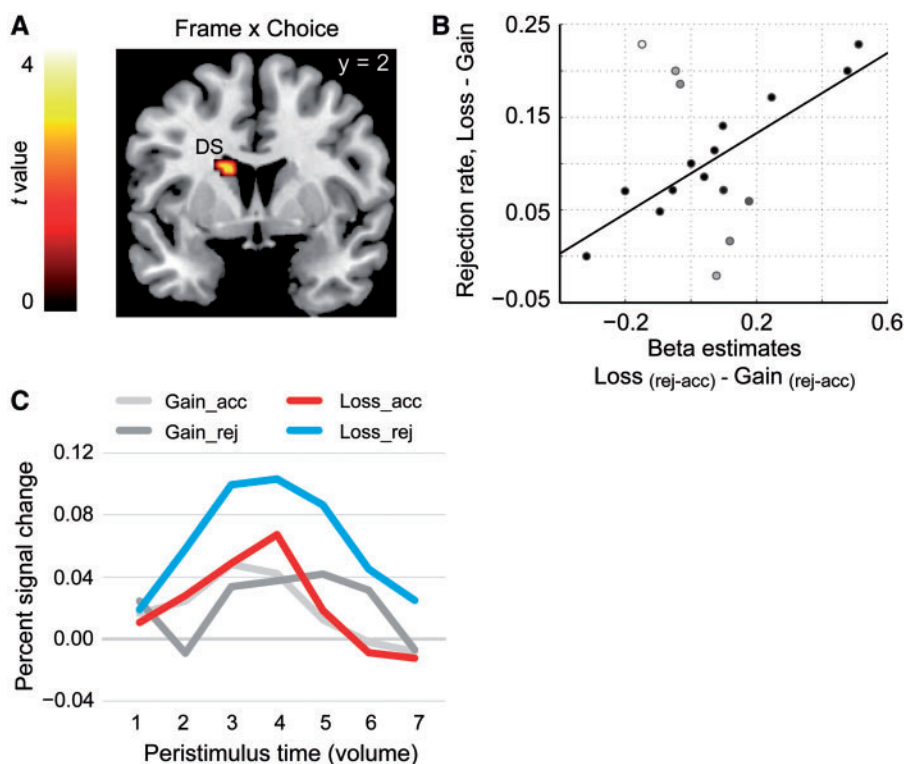 A
Frame x Choice
4
t value
0
y = 2
DS
B
Rejection rate, Loss - Gain
0.25
0.15
0.05
−0.05
−0.2
0.2
0.6
Beta estimates
Loss (rej-acc) - Gain (rej-acc)
C
Gain_acc
Loss_acc
Gain_rej
Loss_rej
Percent signal change
0.12
0.08
0.04
0.00
−0.04
1 2 3 4 5 6 7
Peristimulus time (volume)